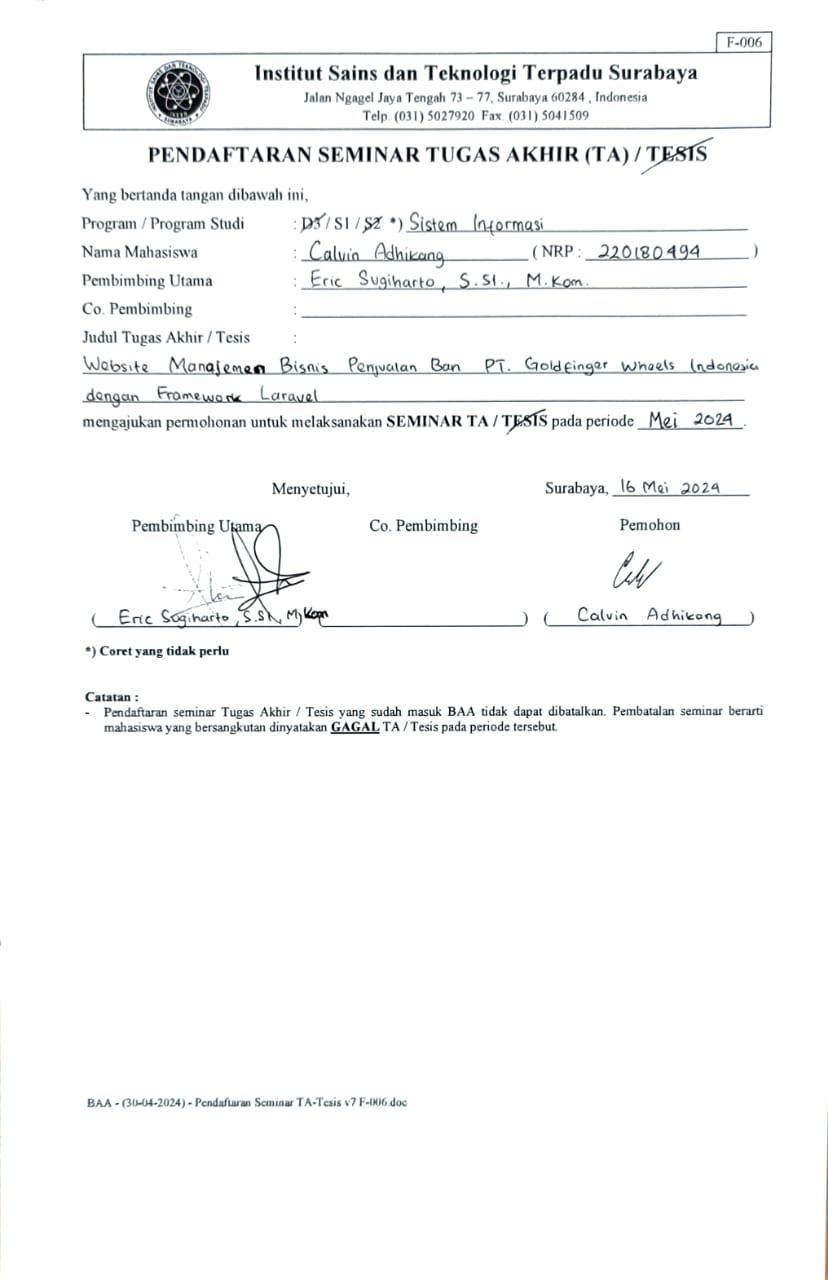 F-006
Institut Sains dan Teknologi Terpadu Surabaya
Jalan Ngagel Jaya Tengah 73 – 77, Surabaya 60284 , Indonesia
Telp. (031) 5027920 Fax. (031) 5041509
PENDAFTARAN SEMINAR TUGAS AKHIR (TA) / TESIS
Yang bertanda tangan dibawah ini,
Program / Program Studi : D3 / S1 / S2 *) Sistem Informasi
Nama Mahasiswa : Calvin Adhikang ( NRP : 220180494 )
Pembimbing Utama : Eric Sugiharto, S.SI., M.Kom.
Co. Pembimbing :
Judul Tugas Akhir / Tesis :
Website Manajemen Bisnis Penjualan Ban PT. Goldfinger Wheels Indonesia
dengan Framework Laravel
mengajukan permohonan untuk melaksanakan SEMINAR TA / TESIS pada periode Mei 2024 .
Menyetujui, Surabaya, 16 Mei 2024
Pembimbing Utama Co. Pembimbing Pemohon
( Eric Sugiharto, S.SI., M.Kom ) ( Calvin Adhikang )
*) Coret yang tidak perlu
Catatan :
- Pendaftaran seminar Tugas Akhir / Tesis yang sudah masuk BAA tidak dapat dibatalkan. Pembatalan seminar berarti
mahasiswa yang bersangkutan dinyatakan GAGAL TA / Tesis pada periode tersebut.
BAA - (30-04-2024) - Pendaftaran Seminar TA-Tesis v7 F-006.doc